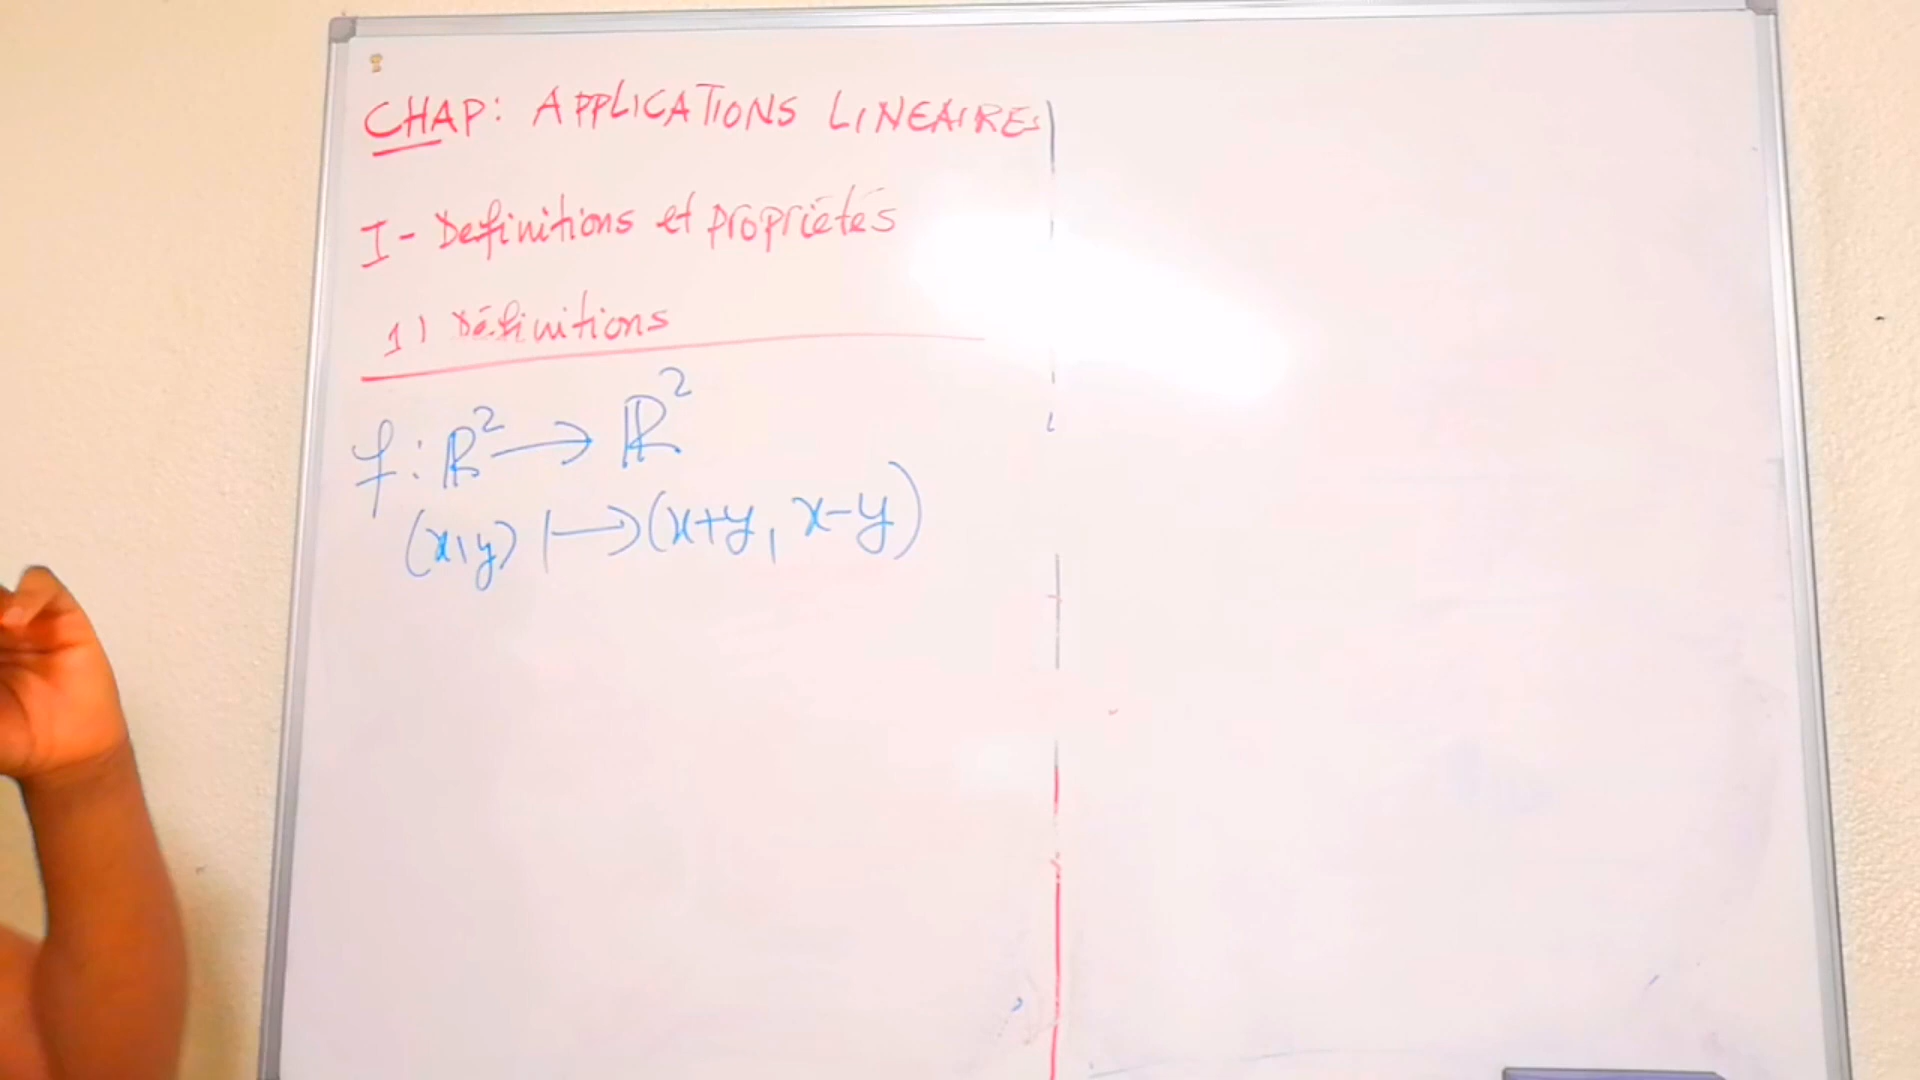 CHAP: APPLICATIONS LINEAIRES
I- Definitions et propriétés
1) Définitions
f: ℝ² → ℝ²
(x,y) ↦ (x+y, x-y)